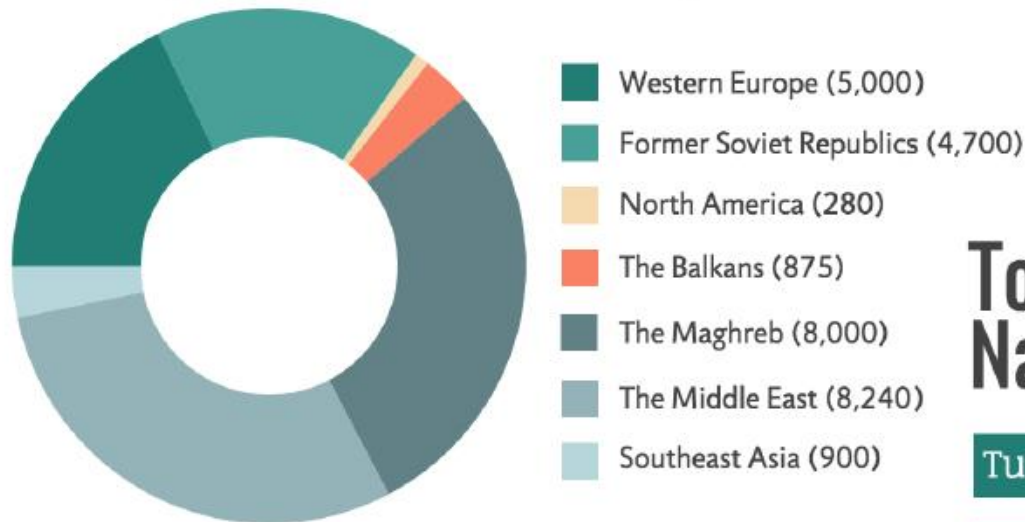 Western Europe (5,000)
Former Soviet Republics (4,700)
North America (280)
The Balkans (875)
The Maghreb (8,000)
The Middle East (8,240)
Southeast Asia (900)